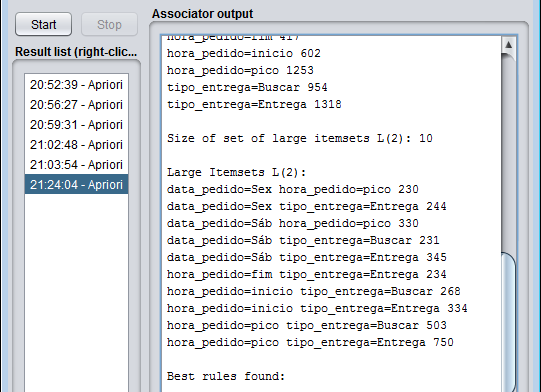 Start
Stop
Result list (right-clic...
20:52:39 - Apriori
20:56:27 - Apriori
20:59:31 - Apriori
21:02:48 - Apriori
21:03:54 - Apriori
21:24:04 - Apriori
Associator output
hora_pedido=fim 417
hora_pedido=inicio 602
hora_pedido=pico 1253
tipo_entrega=Buscar 954
tipo_entrega=Entrega 1318
Size of set of large itemsets L(2): 10
Large Itemsets L(2):
data_pedido=Sex hora_pedido=pico 230
data_pedido=Sex tipo_entrega=Entrega 244
data_pedido=Sáb hora_pedido=pico 330
data_pedido=Sáb tipo_entrega=Buscar 231
data_pedido=Sáb tipo_entrega=Entrega 345
hora_pedido=fim tipo_entrega=Entrega 234
hora_pedido=inicio tipo_entrega=Buscar 268
hora_pedido=inicio tipo_entrega=Entrega 334
hora_pedido=pico tipo_entrega=Buscar 503
hora_pedido=pico tipo_entrega=Entrega 750
Best rules found: